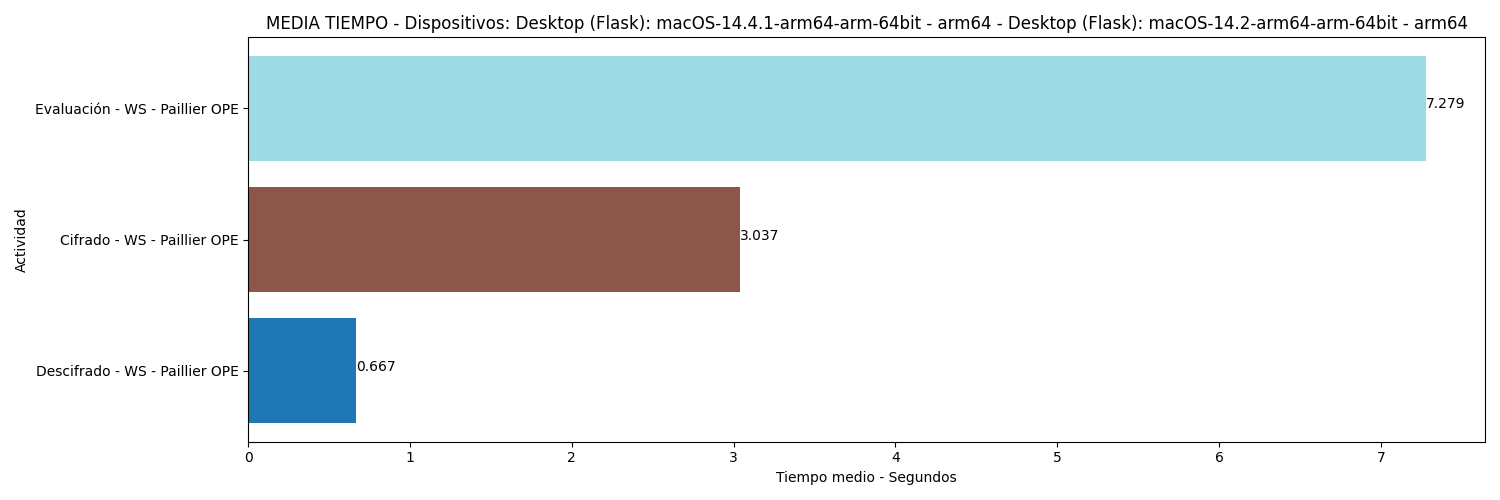 MEDIA TIEMPO - Dispositivos: Desktop (Flask): macOS-14.4.1-arm64-arm-64bit - arm64 - Desktop (Flask): macOS-14.2-arm64-arm-64bit - arm64
Evaluación - WS - Paillier OPE
7.279
Cifrado - WS - Paillier OPE
3.037
Descifrado - WS - Paillier OPE
0.667
Actividad
0 1 2 3 4 5 6 7
Tiempo medio - Segundos